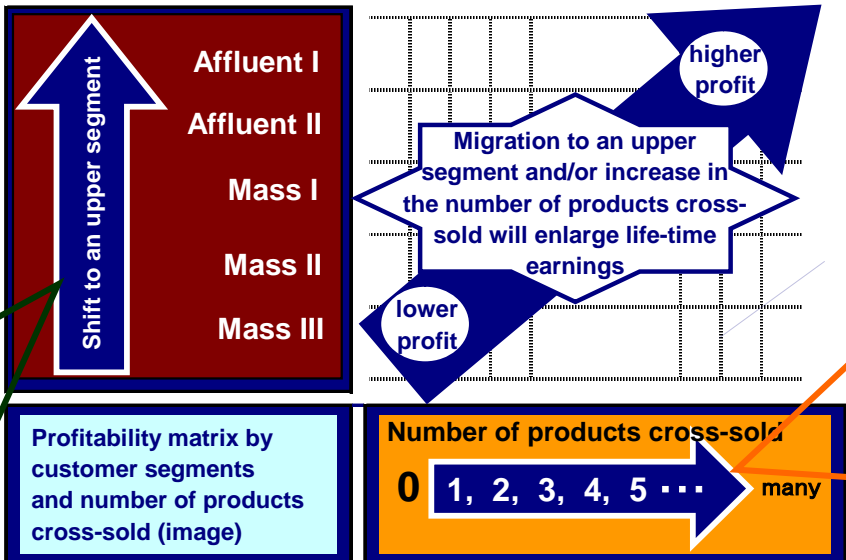 Shift to an upper segment
Affluent I
Affluent II
Mass I
Mass II
Mass III
higher
profit
Migration to an upper
segment and/or increase in
the number of products cross-
sold will enlarge life-time
earnings
lower
profit
Profitability matrix by
customer segments
and number of products
cross-sold (image)
Number of products cross-sold
0 1, 2, 3, 4, 5 ··· many